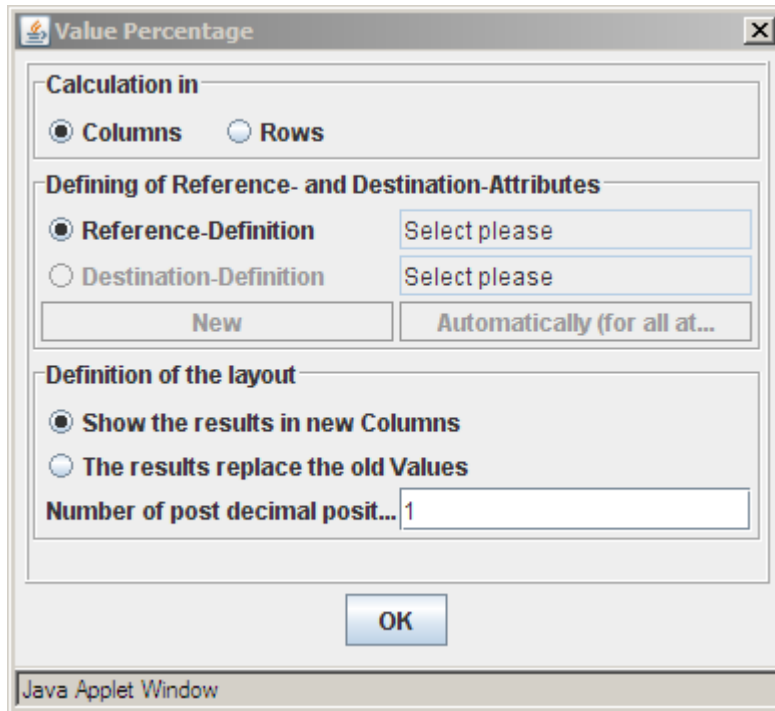 Value Percentage
Calculation in
Columns Rows
Defining of Reference- and Destination-Attributes
Reference-Definition Select please
Destination-Definition Select please
New Automatically (for all at...
Definition of the layout
Show the results in new Columns
The results replace the old Values
Number of post decimal posit... 1
OK
Java Applet Window